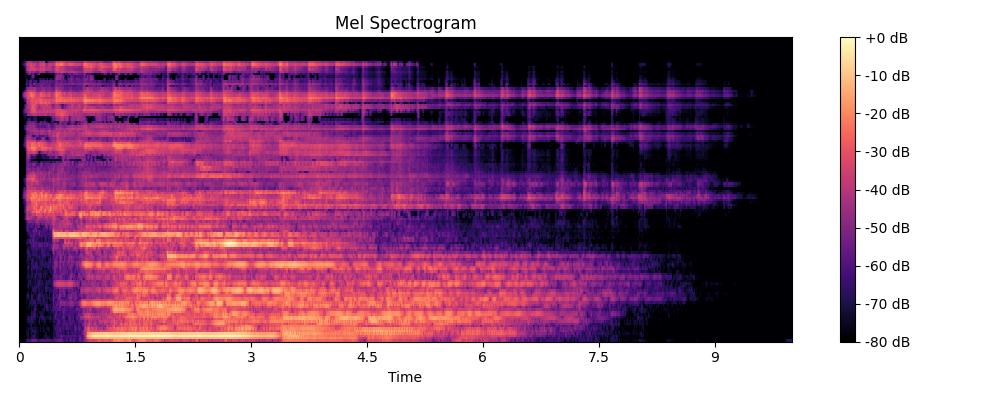 Mel Spectrogram
+0 dB
-10 dB
-20 dB
-30 dB
-40 dB
-50 dB
-60 dB
-70 dB
-80 dB
0 1.5 3 4.5 6 7.5 9
Time